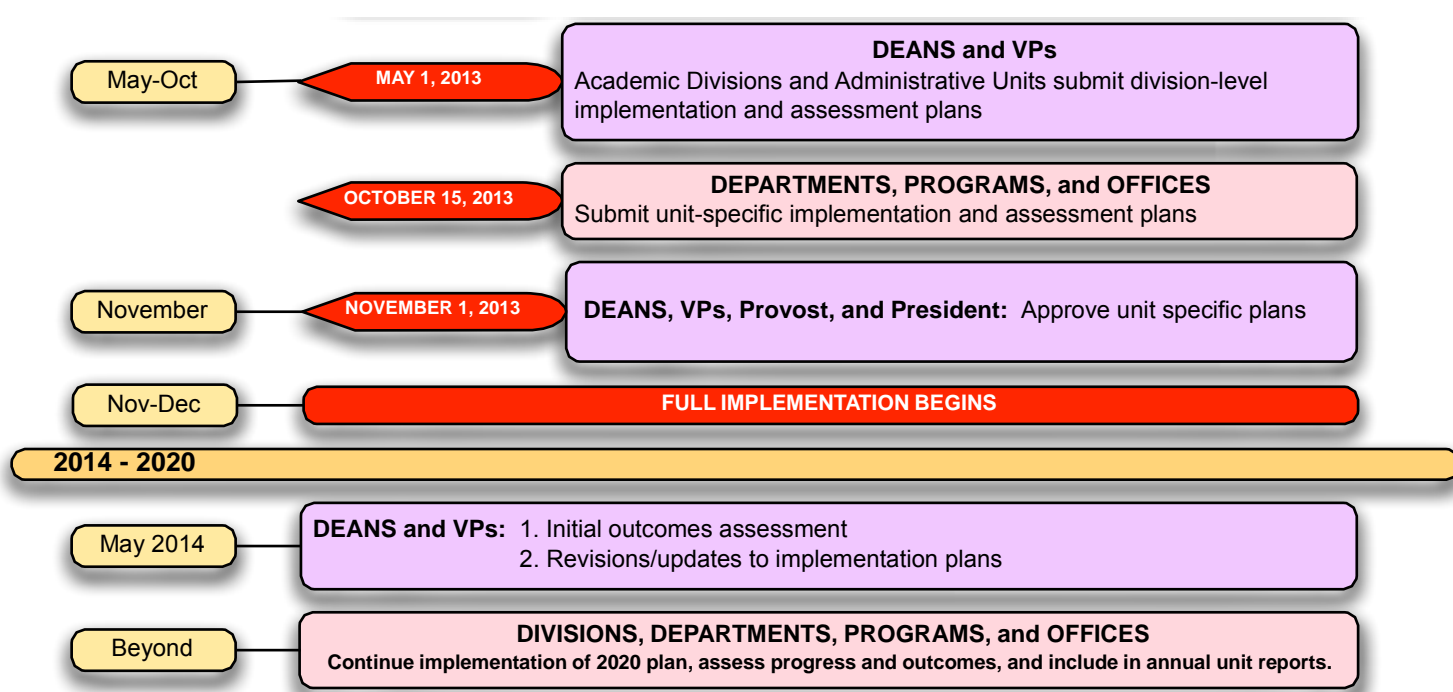 May-Oct
MAY 1, 2013
DEANS and VPs
Academic Divisions and Administrative Units submit division-level
implementation and assessment plans
OCTOBER 15, 2013
DEPARTMENTS, PROGRAMS, and OFFICES
Submit unit-specific implementation and assessment plans
November
NOVEMBER 1, 2013
DEANS, VPs, Provost, and President: Approve unit specific plans
Nov-Dec
FULL IMPLEMENTATION BEGINS
2014 - 2020
May 2014
DEANS and VPs: 1. Initial outcomes assessment
2. Revisions/updates to implementation plans
Beyond
DIVISIONS, DEPARTMENTS, PROGRAMS, and OFFICES
Continue implementation of 2020 plan, assess progress and outcomes, and include in annual unit reports.